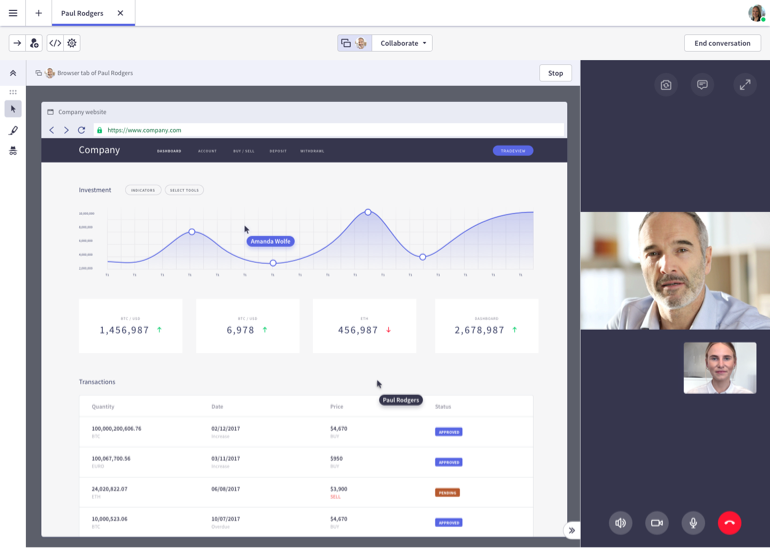 Paul Rodgers
Collaborate
End conversation
Browser tab of Paul Rodgers
Stop
Company website
https://www.company.com
Company
DASHBOARD
ACCOUNT
BUY / SELL
DEPOSIT
WITHDRAWL
TRADEVIEW
Investment
INDICATORS
SELECT TOOLS
Amanda Wolfe
BTC / US$
1,456,987
BTC / US$
6,978
ETH
456,987
DASHBOARD
2,678,987
Transactions
Paul Rodgers
Quantity Date Price Status
100,000,200,606.76 02/12/2017 $4,670 APPROVED
BTC Increase BUY
100,067,700.56 03/11/2017 $950 APPROVED
EURO Increase BUY
24,020,822.07 06/08/2017 $3,900 PENDING
ETH SELL
10,000,523.06 10/07/2017 $4,670 APPROVED
BTC Overdue BUY